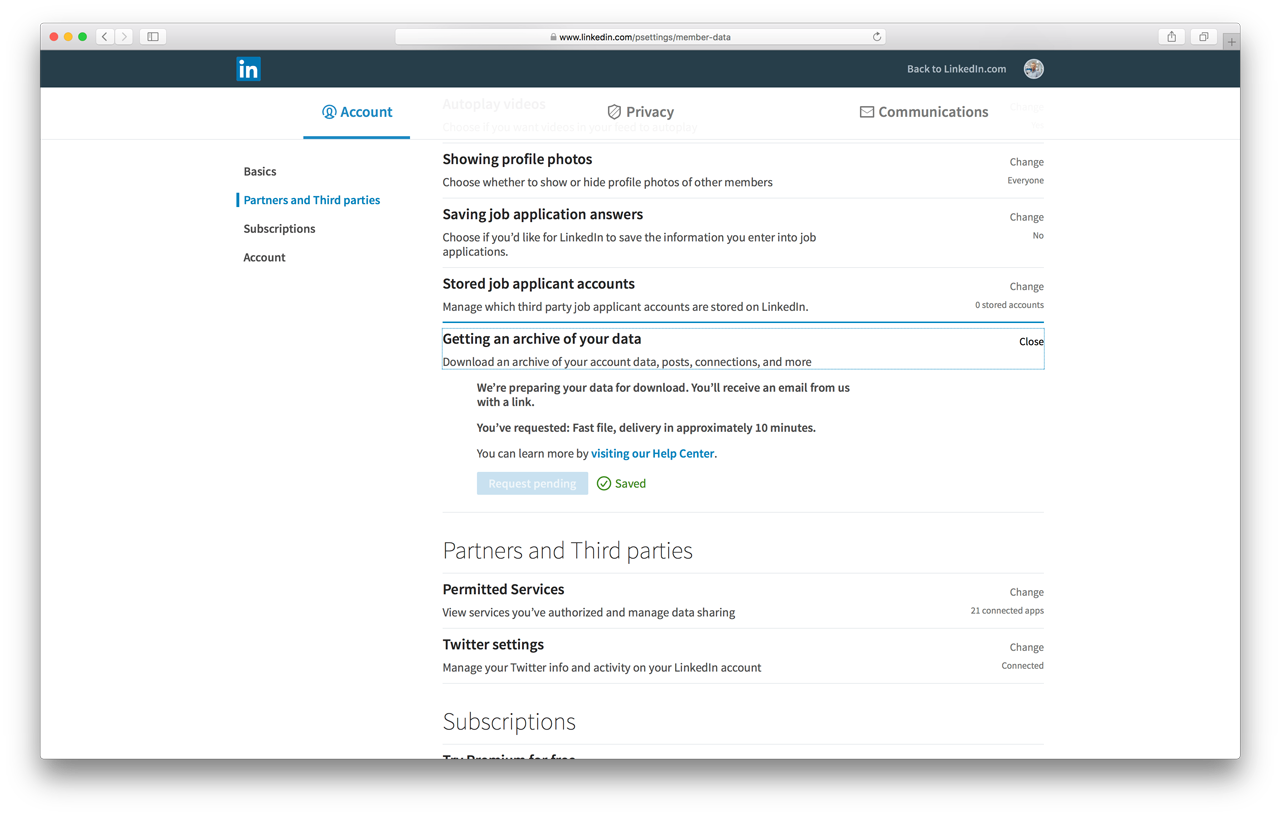 www.linkedin.com/psettings/member-data
in
Back to LinkedIn.com
Account
Privacy
Communications
Autoplay videos
Change
Choose if you want videos in your feed to autoplay
Basics
Partners and Third parties
Subscriptions
Account
Showing profile photos
Change
Choose whether to show or hide profile photos of other members
Everyone
Saving job application answers
Change
Choose if you’d like for LinkedIn to save the information you enter into job
applications.
No
Stored job applicant accounts
Change
Manage which third party job applicant accounts are stored on LinkedIn.
0 stored accounts
Getting an archive of your data
Close
Download an archive of your account data, posts, connections, and more
We’re preparing your data for download. You’ll receive an email from us
with a link.
You’ve requested: Fast file, delivery in approximately 10 minutes.
You can learn more by visiting our Help Center.
Request pending
Saved
Partners and Third parties
Permitted Services
Change
View services you’ve authorized and manage data sharing
21 connected apps
Twitter settings
Change
Manage your Twitter info and activity on your LinkedIn account
Connected
Subscriptions
Try Premium for free